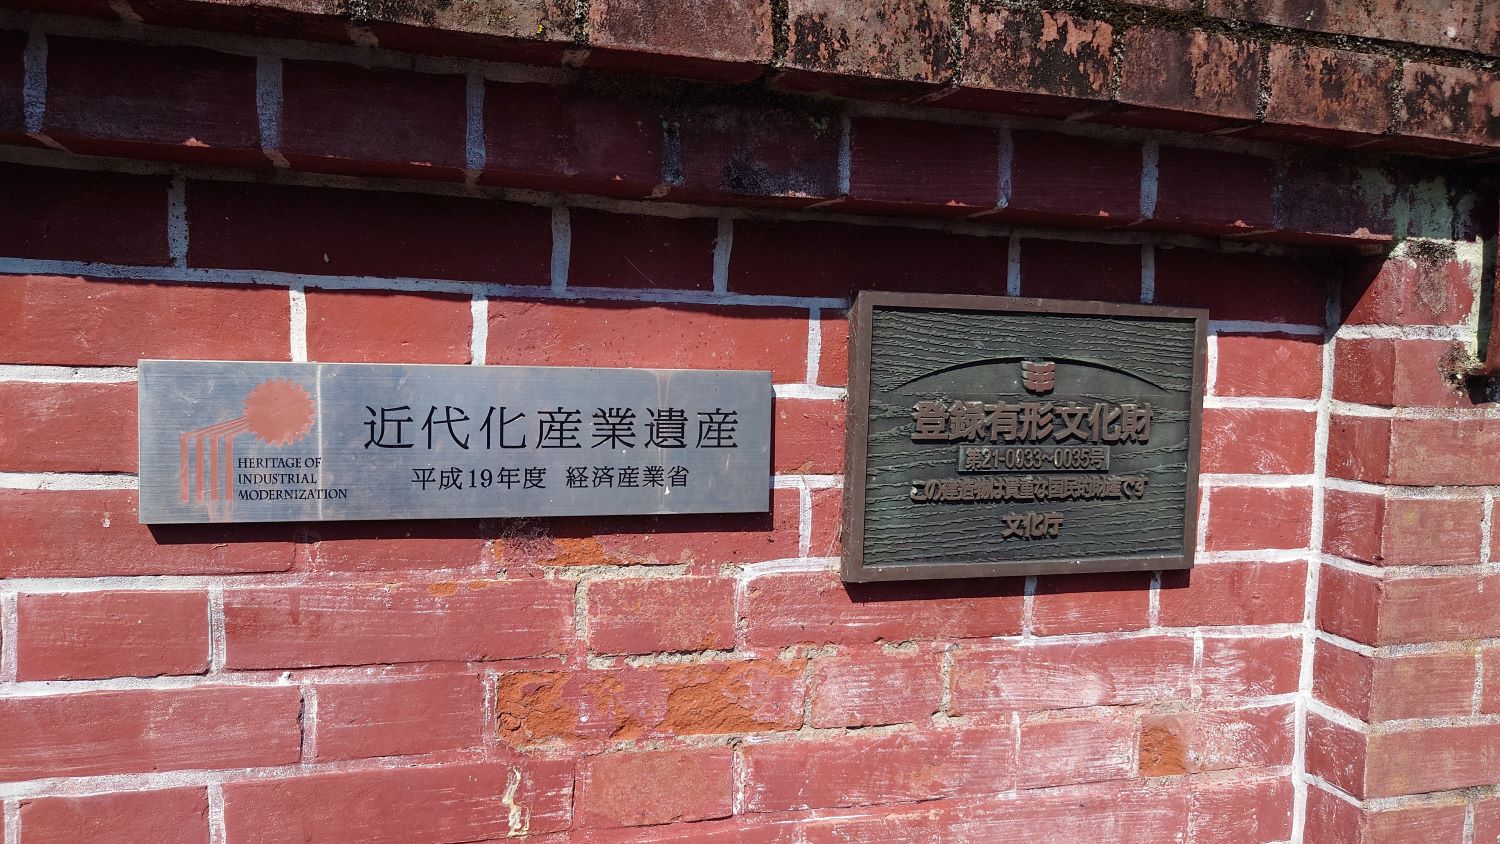 近代化産業遺産
平成19年度 経済産業省
HERITAGE OF
INDUSTRIAL
MODERNIZATION
登録有形文化財
第21-0033~0035号
この建造物は貴重な国民的財産です
文化庁